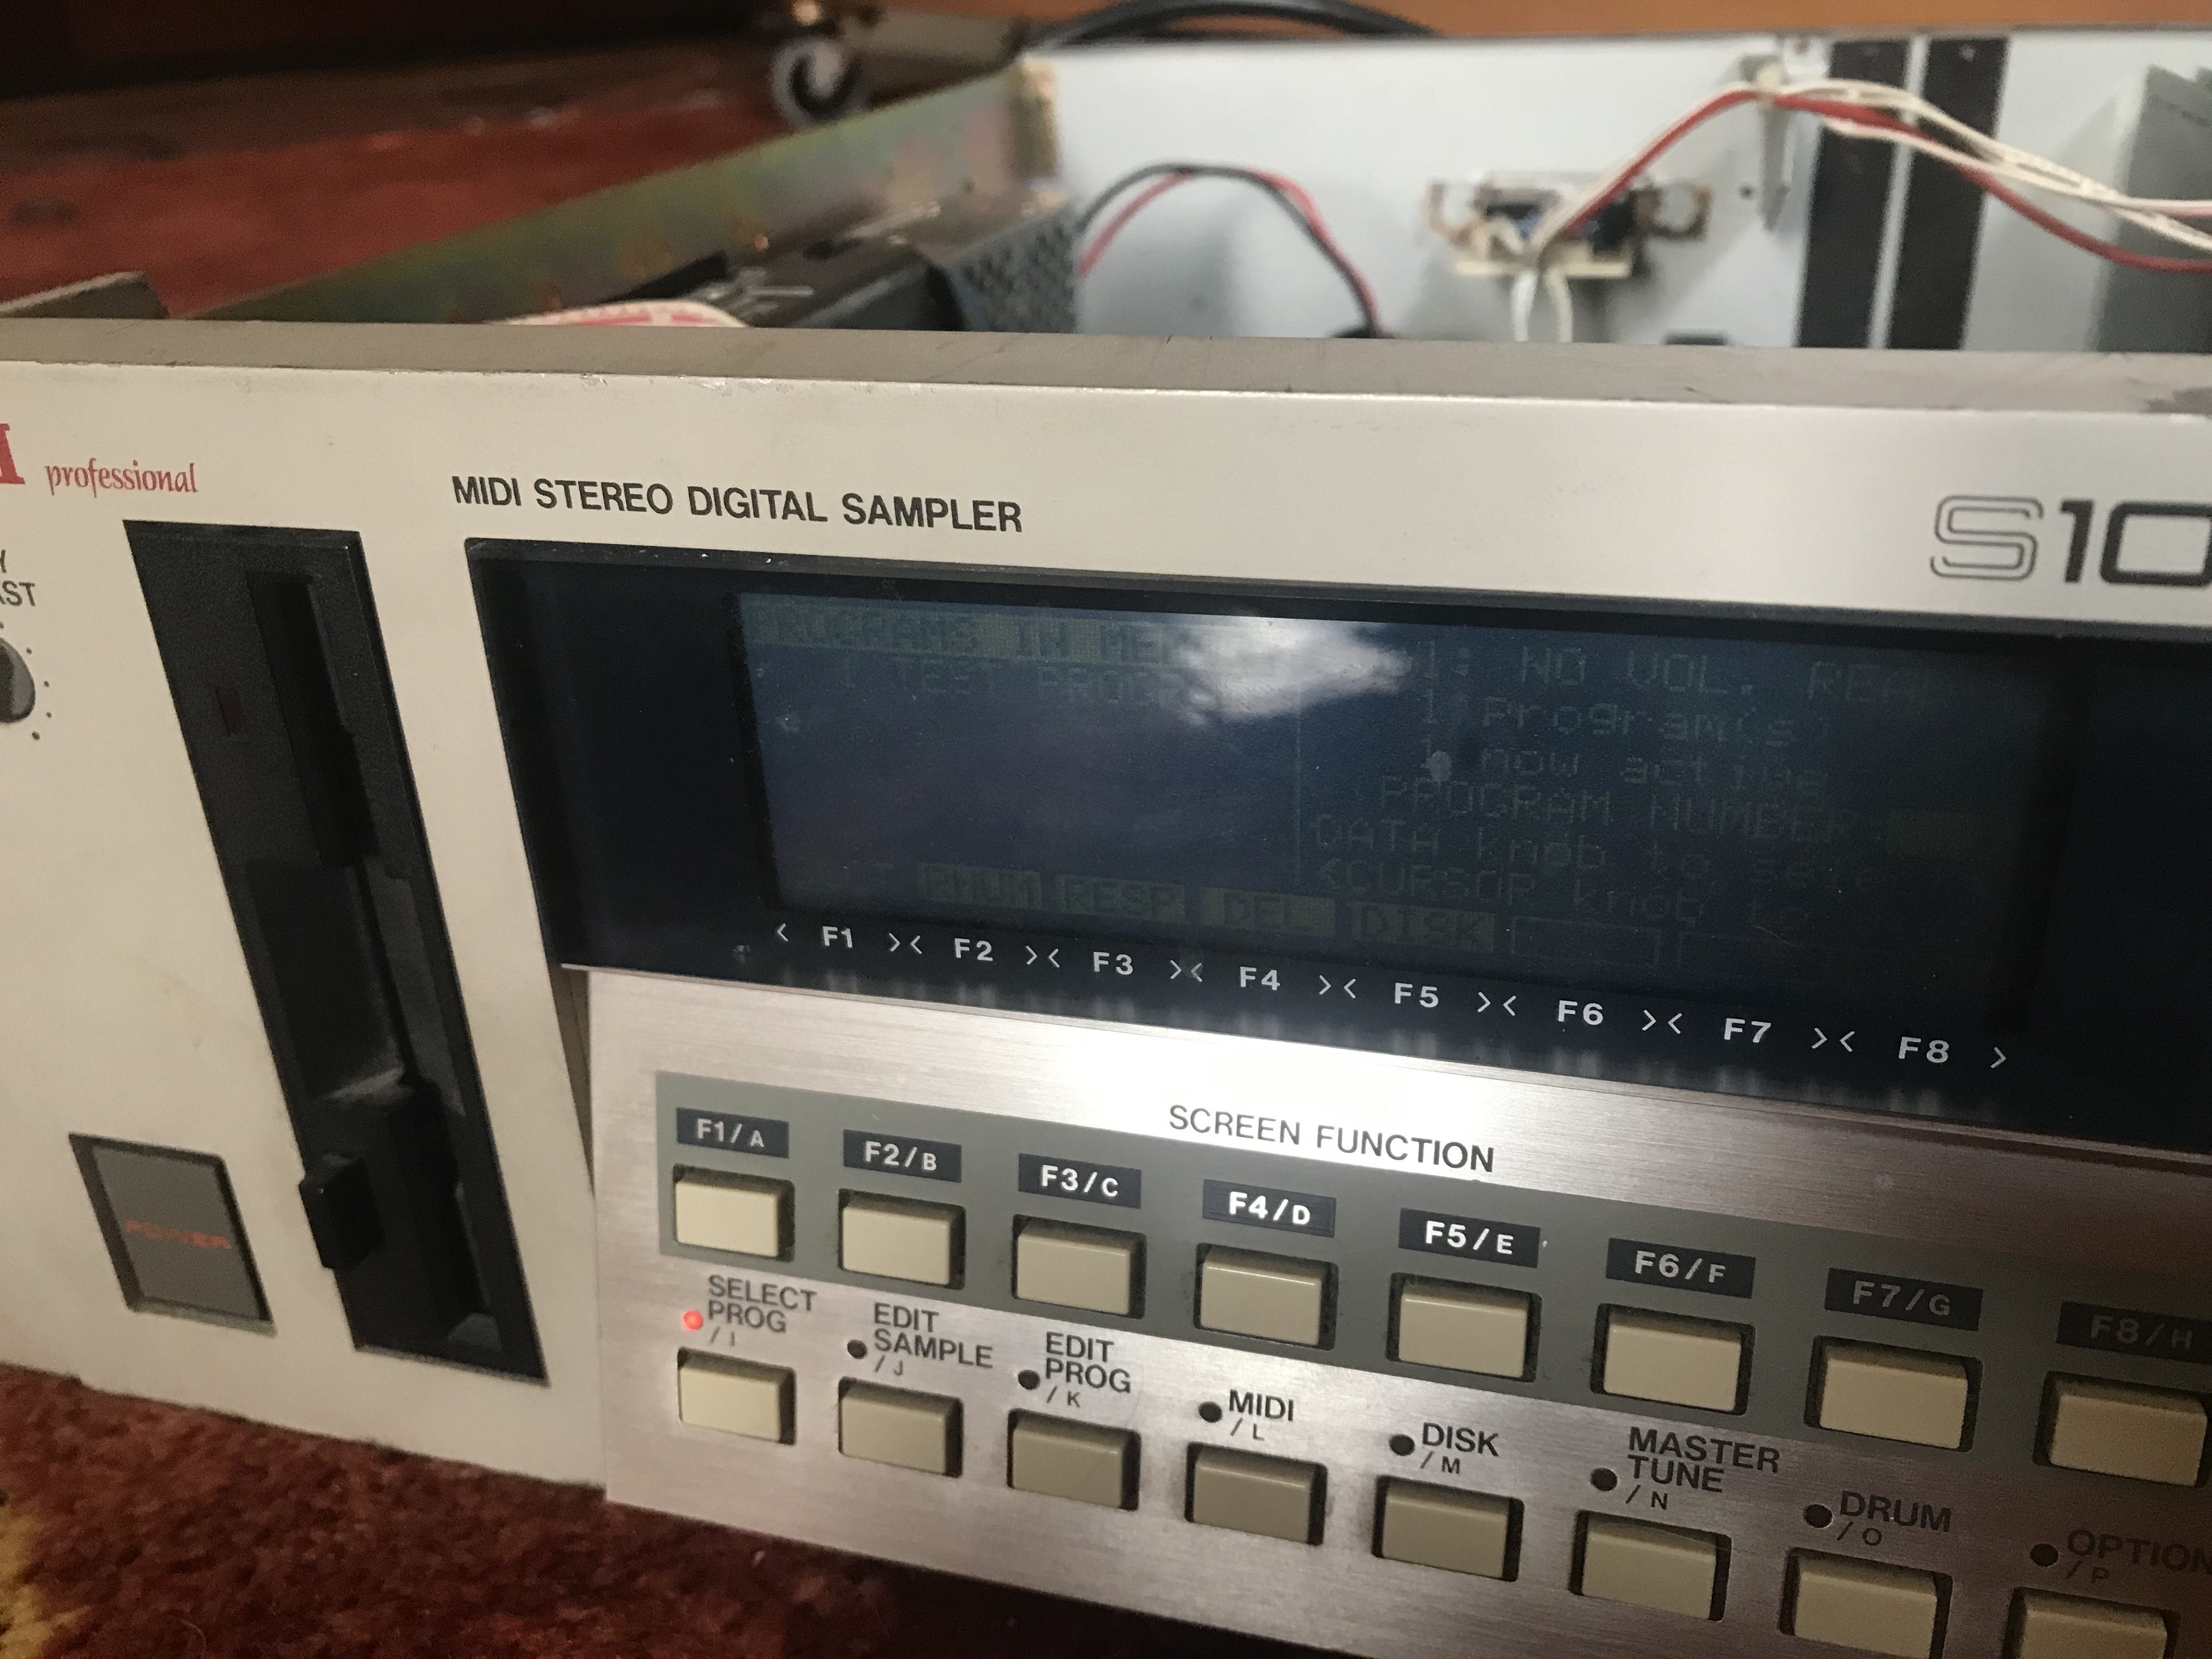 professional
MIDI STEREO DIGITAL SAMPLER
S10
Y
AST
PROGRAMS IN MEM
1 TEST PROGR
1: NO VOL. REA
1 Program(s)
1 now active
PROGRAM NUMBER
DATA knob to sele
<CURSOR knob to
RNUM RESP DEL DISK
< F1 >< F2 >< F3 >< F4 >< F5 >< F6 >< F7 >< F8 >
SCREEN FUNCTION
F1/A F2/B F3/C F4/D F5/E F6/F F7/G F8/H
POWER
SELECT
PROG
/ I
EDIT
SAMPLE
/ J
EDIT
PROG
/ K
MIDI
/ L
DISK
/ M
MASTER
TUNE
/ N
DRUM
/ O
OPTION
/ P